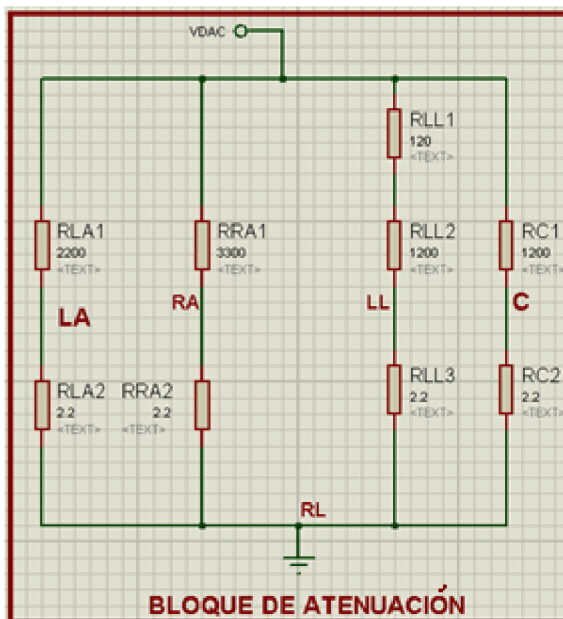 VDAC
RLL1
120
<TEXT>
RLA1
2200
<TEXT>
RRA1
3300
<TEXT>
RLL2
1200
<TEXT>
RC1
1200
<TEXT>
LA
RA
LL
C
RLA2
2.2
<TEXT>
RRA2
2.2
<TEXT>
RLL3
2.2
<TEXT>
RC2
2.2
<TEXT>
RL
BLOQUE DE ATENUACIÓN